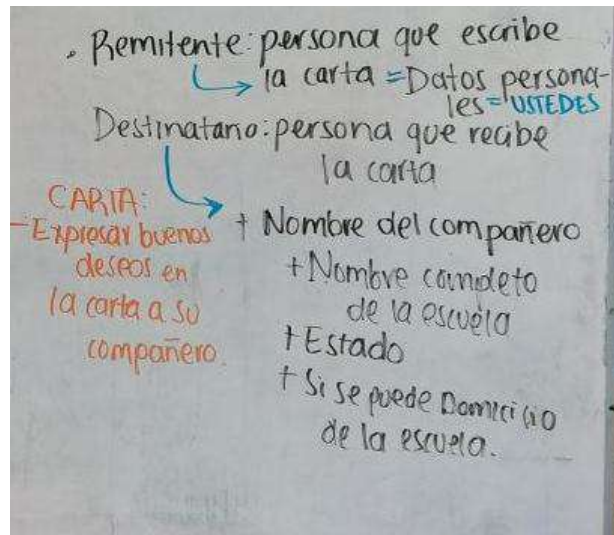 . Remitente: persona que escribe
la carta = Datos persona-
les = USTEDES
Destinatario: persona que recibe
la carta
+ Nombre del compañero
+ Nombre completo
de la escuela
+ Estado
+ Si se puede Domicilio
de la escuela.
CARTA:
- Expresar buenos
deseos en
la carta a su
compañero.